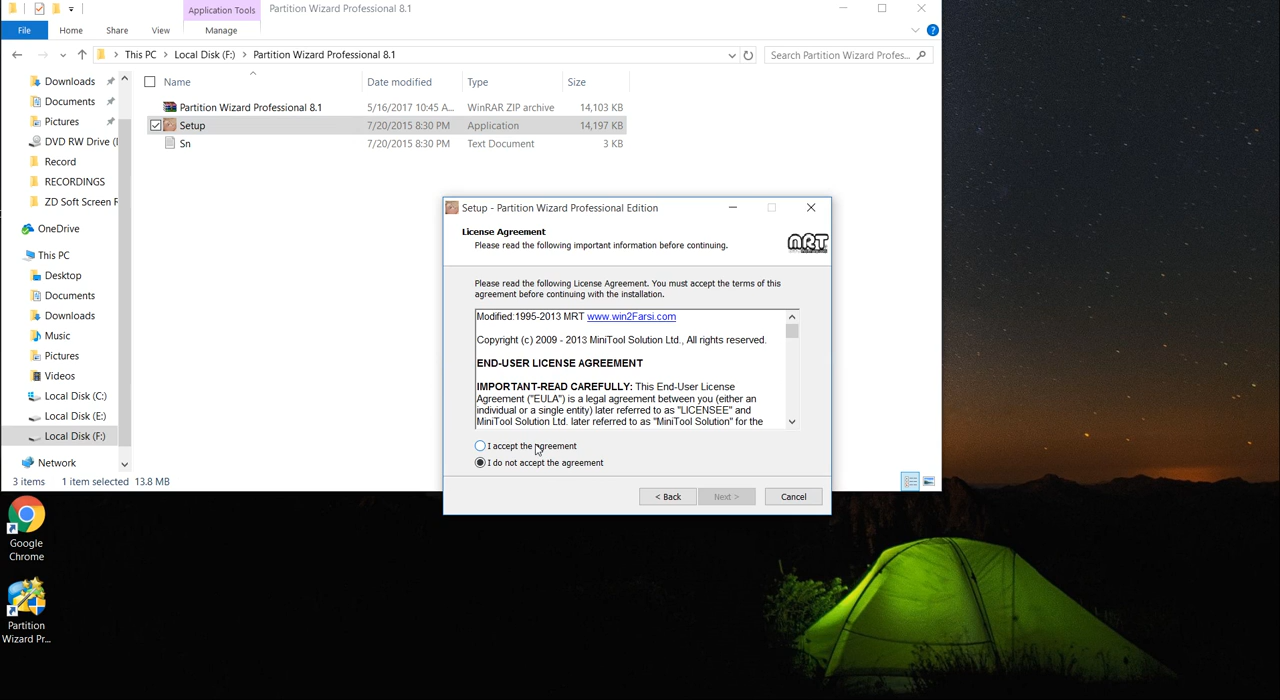 Application Tools
Partition Wizard Professional 8.1
File
Home
Share
View
Manage
This PC
Local Disk (F:)
Partition Wizard Professional 8.1
Search Partition Wizard Profes...
Name
Date modified
Type
Size
Partition Wizard Professional 8.1
5/16/2017 10:45 A...
WinRAR ZIP archive
14,103 KB
Setup
7/20/2015 8:30 PM
Application
14,197 KB
Sn
7/20/2015 8:30 PM
Text Document
3 KB
Downloads
Documents
Pictures
DVD RW Drive (
Record
RECORDINGS
ZD Soft Screen R
OneDrive
This PC
Desktop
Documents
Downloads
Music
Pictures
Videos
Local Disk (C:)
Local Disk (E:)
Local Disk (F:)
Network
3 items
1 item selected 13.8 MB
Setup - Partition Wizard Professional Edition
License Agreement
Please read the following important information before continuing.
Please read the following License Agreement. You must accept the terms of this
agreement before continuing with the installation.
Modified:1995-2013 MRT www.win2Farsi.com
Copyright (c) 2009 - 2013 MiniTool Solution Ltd., All rights reserved.
END-USER LICENSE AGREEMENT
IMPORTANT-READ CAREFULLY: This End-User License
Agreement ("EULA") is a legal agreement between you (either an
individual or a single entity) later referred to as "LICENSEE" and
MiniTool Solution Ltd. later referred to as "MiniTool Solution" for the
I accept the agreement
I do not accept the agreement
< Back
Next >
Cancel
Google
Chrome
Partition
Wizard Pr...